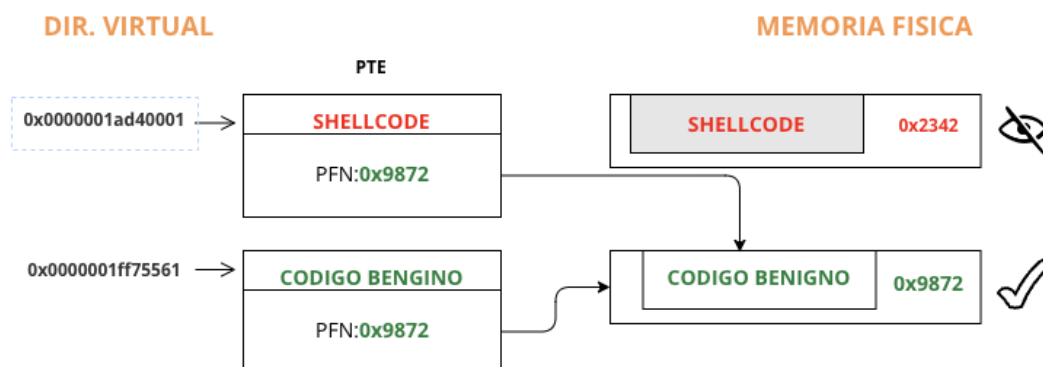 DIR. VIRTUAL
MEMORIA FISICA
PTE
0x0000001ad40001
SHELLCODE
PFN:0x9872
SHELLCODE
0x2342
0x0000001ff75561
CODIGO BENGINO
PFN:0x9872
CODIGO BENIGNO
0x9872